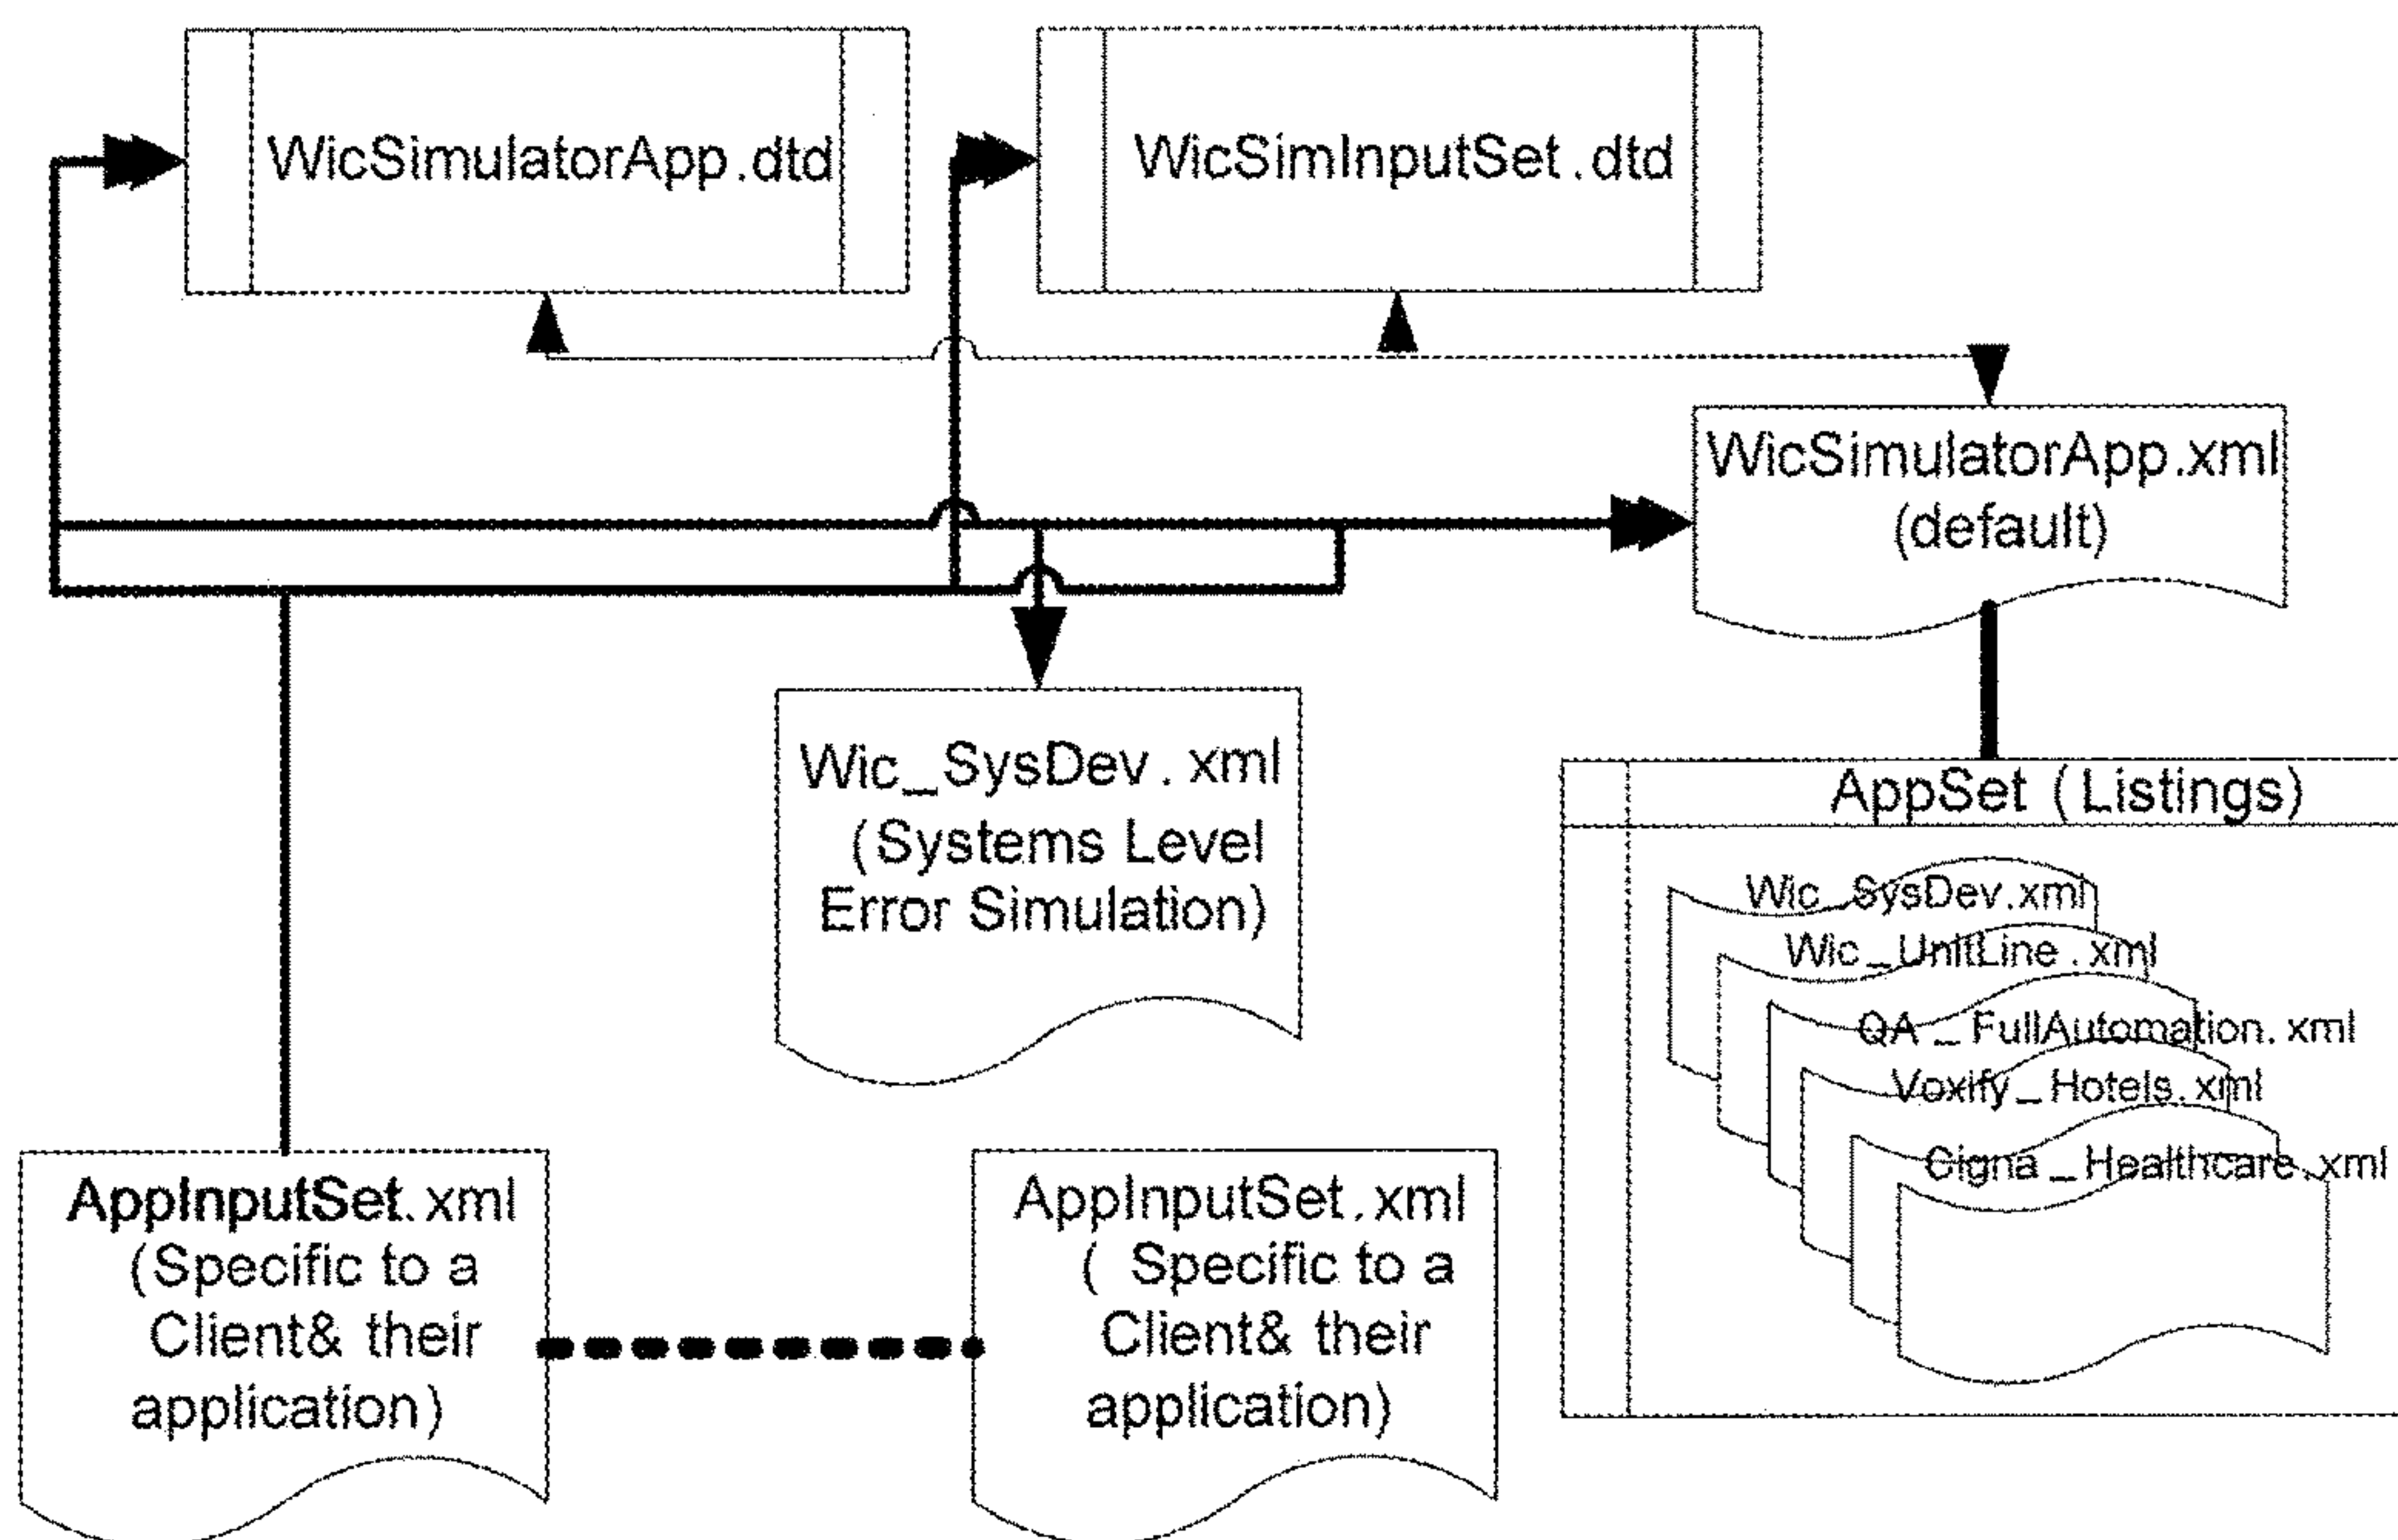 WicSimulatorApp.dtd
WicSimInputSet.dtd
WicSimulatorApp.xml
(default)
Wic_SysDev.xml
(Systems Level
Error Simulation)
AppSet (Listings)
Wic_SysDev.xml
Wic_UnitLine.xml
QA_FullAutomation.xml
Voxify_Hotels.xml
Cigna_Healthcare.xml
AppInputSet.xml
(Specific to a
Client& their
application)
AppInputSet.xml
( Specific to a
Client& their
application)